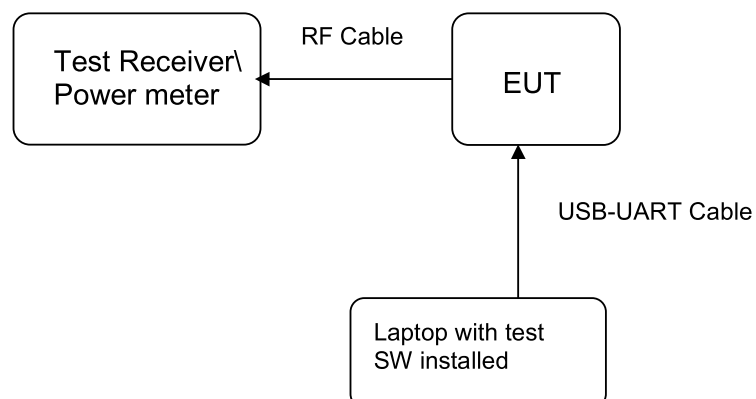 RF Cable
Test Receiver\
Power meter
EUT
USB-UART Cable
Laptop with test
SW installed